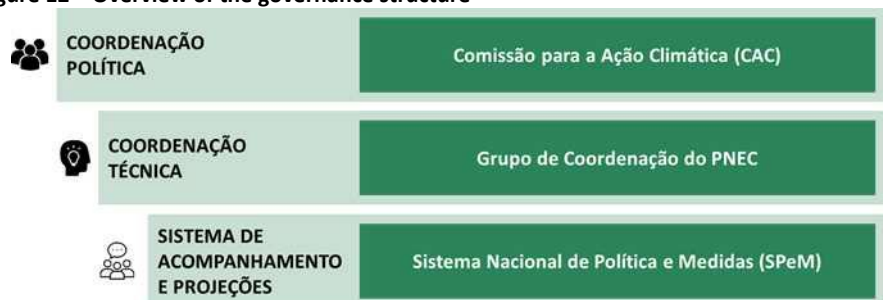 COORDENAÇÃO
POLÍTICA
Comissão para a Ação Climática (CAC)
COORDENAÇÃO
TÉCNICA
Grupo de Coordenação do PNEC
SISTEMA DE
ACOMPANHAMENTO
E PROJEÇÕES
Sistema Nacional de Política e Medidas (SPeM)